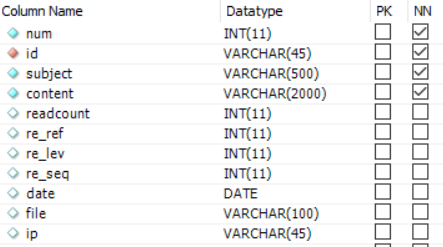 Column Name Datatype PK NN
num INT(11)
id VARCHAR(45)
subject VARCHAR(500)
content VARCHAR(2000)
readcount INT(11)
re_ref INT(11)
re_lev INT(11)
re_seq INT(11)
date DATE
file VARCHAR(100)
ip VARCHAR(45)